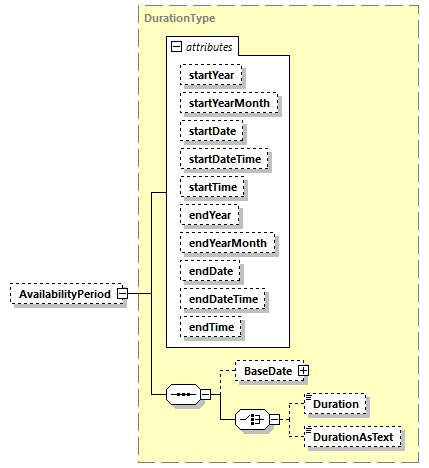 DurationType
attributes
startYear
startYearMonth
startDate
startDateTime
startTime
endYear
endYearMonth
endDate
endDateTime
endTime
AvailabilityPeriod
BaseDate
Duration
DurationAsText